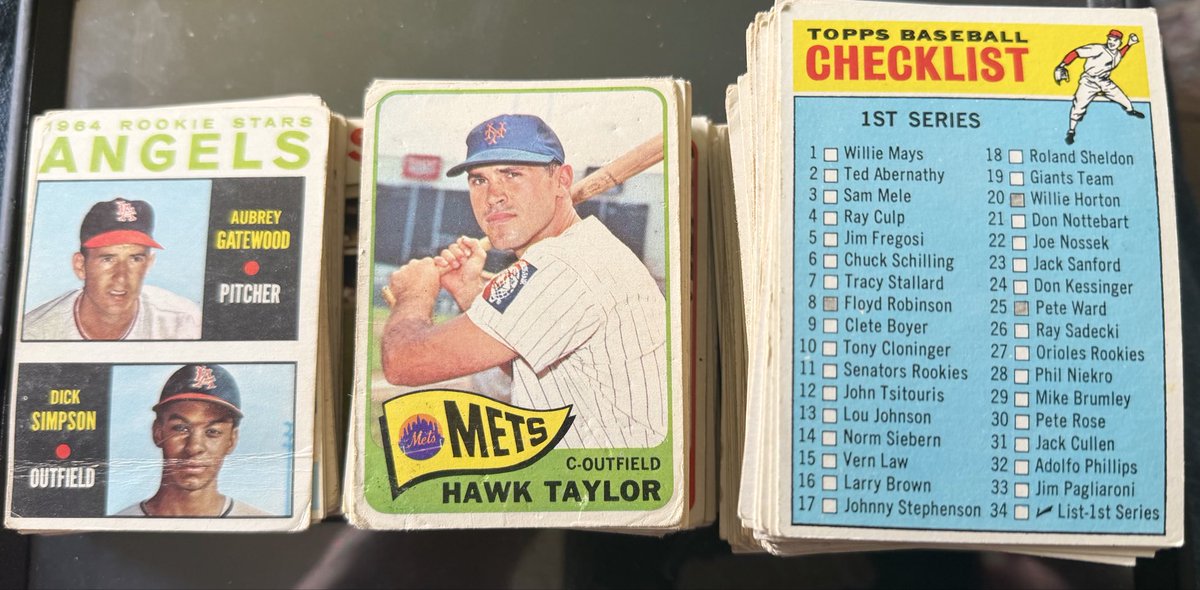 1964 ROOKIE STARS
ANGELS
AUBREY
GATEWOOD
PITCHER
DICK
SIMPSON
OUTFIELD
Mets
METS
C-OUTFIELD
HAWK TAYLOR
TOPPS BASEBALL
CHECKLIST
1ST SERIES
1 Willie Mays
2 Ted Abernathy
3 Sam Mele
4 Ray Culp
5 Jim Fregosi
6 Chuck Schilling
7 Tracy Stallard
8 Floyd Robinson
9 Clete Boyer
10 Tony Cloninger
11 Senators Rookies
12 John Tsitouris
13 Lou Johnson
14 Norm Siebern
15 Vern Law
16 Larry Brown
17 Johnny Stephenson
18 Roland Sheldon
19 Giants Team
20 Willie Horton
21 Don Nottebart
22 Joe Nossek
23 Jack Sanford
24 Don Kessinger
25 Pete Ward
26 Ray Sadecki
27 Orioles Rookies
28 Phil Niekro
29 Mike Brumley
30 Pete Rose
31 Jack Cullen
32 Adolfo Phillips
33 Jim Pagliaroni
34 ✓ List-1st Series